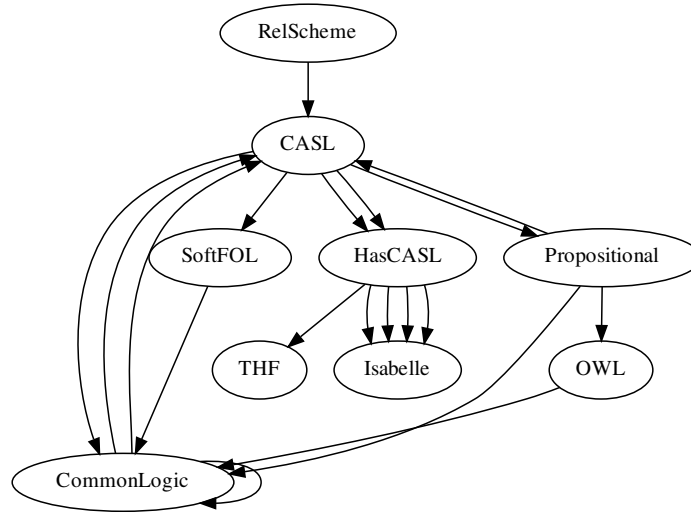 RelScheme
CASL
SoftFOL
HasCASL
Propositional
THF
Isabelle
OWL
CommonLogic